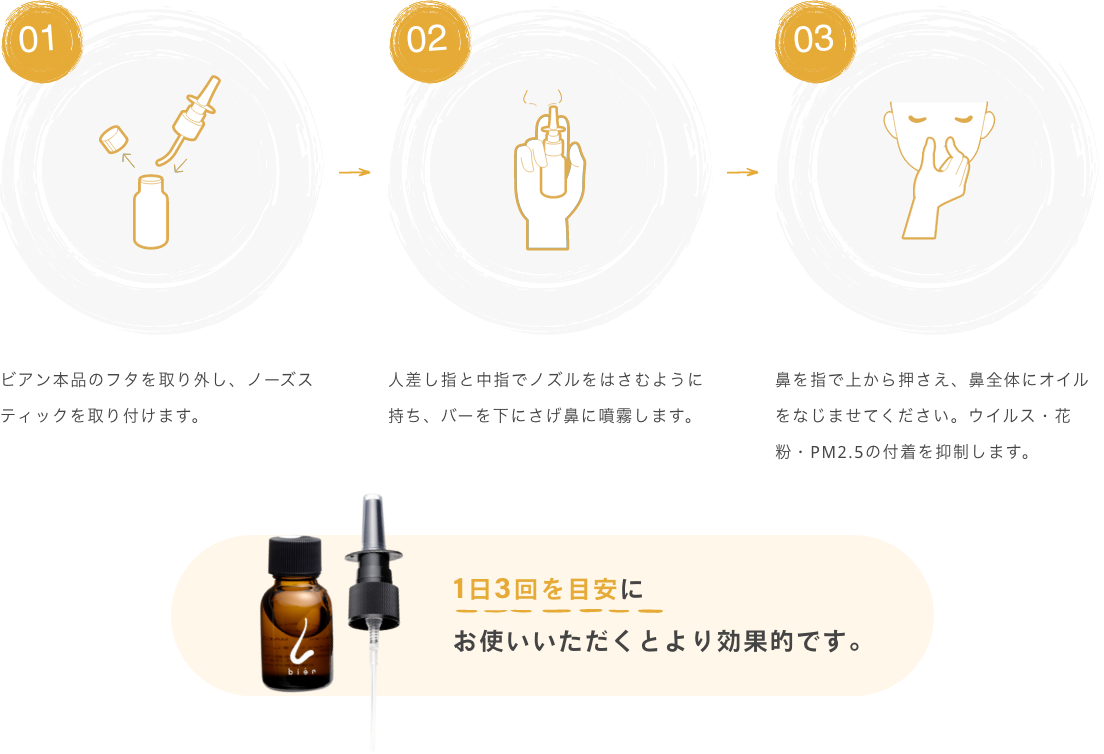 01
02
03
ビアン本品のフタを取り外し、ノーズス
ティックを取り付けます。
人差し指と中指でノズルをはさむように
持ち、バーを下にさげ鼻に噴霧します。
鼻を指で上から押さえ、鼻全体にオイル
をなじませてください。ウイルス・花
粉・PM2.5の付着を抑制します。
1日3回を目安に
お使いいただくとより効果的です。
bien